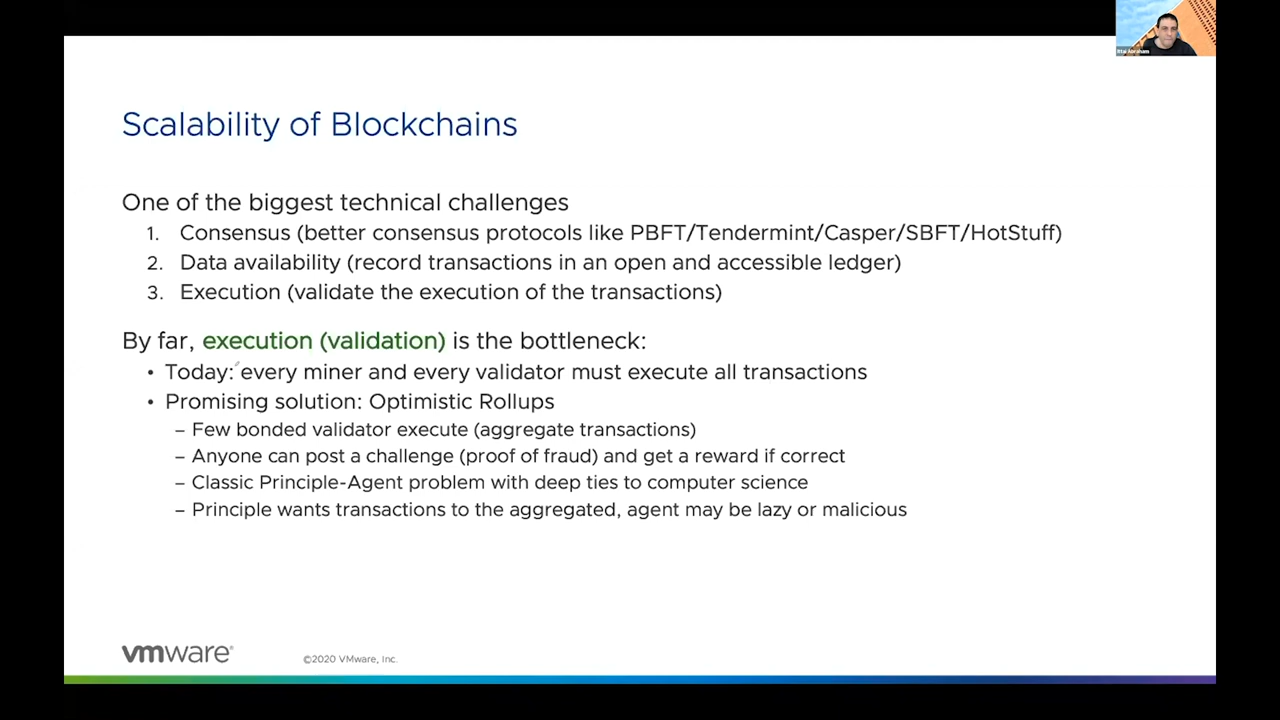 Ittai Abraham
Scalability of Blockchains
One of the biggest technical challenges
1. Consensus (better consensus protocols like PBFT/Tendermint/Casper/SBFT/HotStuff)
2. Data availability (record transactions in an open and accessible ledger)
3. Execution (validate the execution of the transactions)
By far, execution (validation) is the bottleneck:
• Today: every miner and every validator must execute all transactions
• Promising solution: Optimistic Rollups
– Few bonded validator execute (aggregate transactions)
– Anyone can post a challenge (proof of fraud) and get a reward if correct
– Classic Principle-Agent problem with deep ties to computer science
– Principle wants transactions to the aggregated, agent may be lazy or malicious
vmware®
©2020 VMware, Inc.